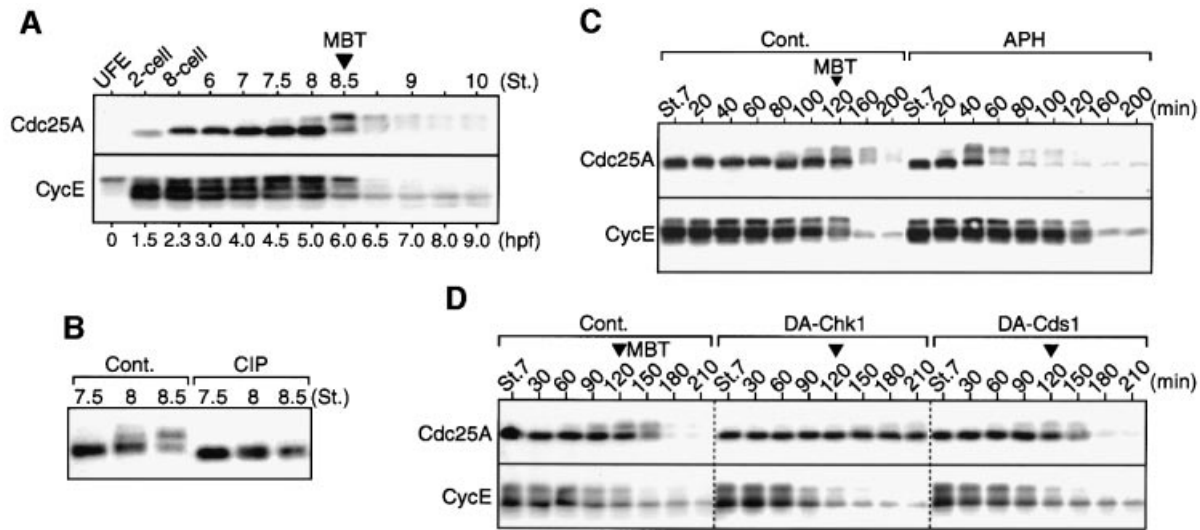 A
MBT
UFE 2-cell 8-cell 6 7 7.5 8 8.5 9 10 (St.)
Cdc25A
CycE
0 1.5 2.3 3.0 4.0 4.5 5.0 6.0 6.5 7.0 8.0 9.0 (hpf)
B
Cont. CIP
7.5 8 8.5 7.5 8 8.5 (St.)
C
Cont. APH
MBT
St.7 20 40 60 80 100 120 160 200 St.7 20 40 60 80 100 120 160 200 (min)
Cdc25A
CycE
D
Cont. DA-Chk1 DA-Cds1
MBT
St.7 30 60 90 120 150 180 210 St.7 30 60 90 120 150 180 210 St.7 30 60 90 120 150 180 210 (min)
Cdc25A
CycE